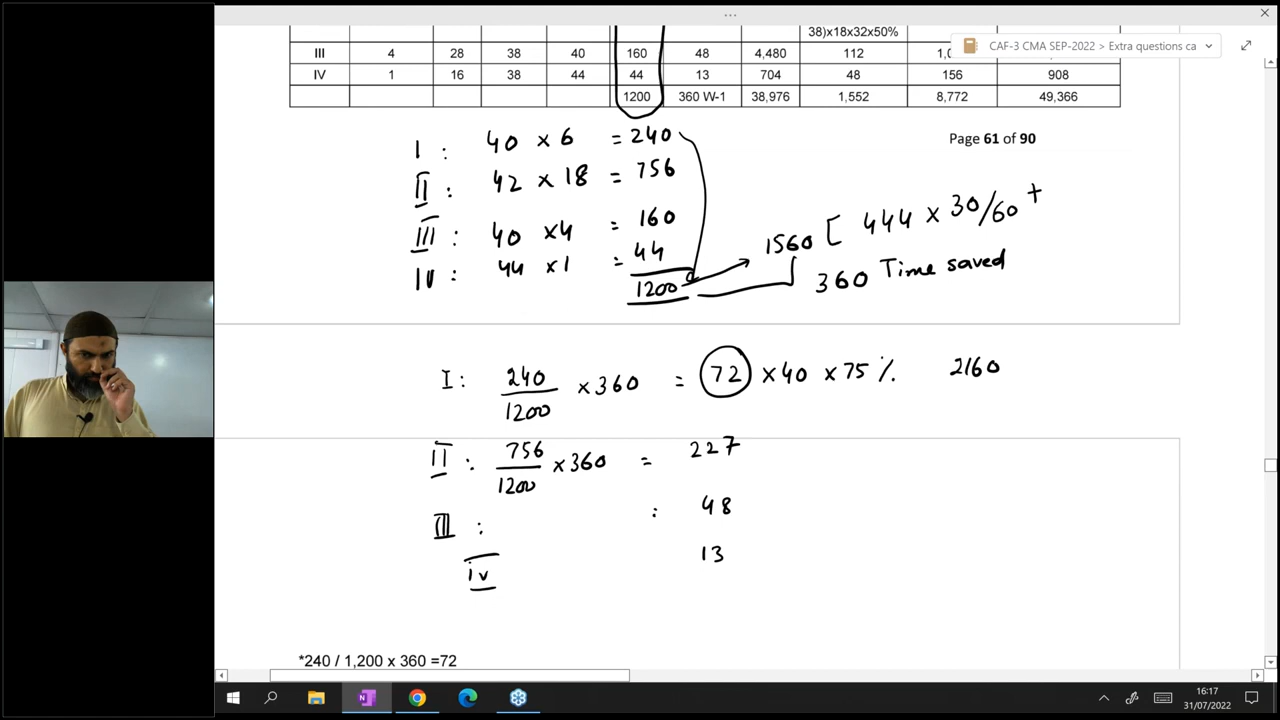 CAF-3 CMA SEP-2022 > Extra questions ca
38)x18x32x50%
III 4 28 38 40 160 48 4,480 112
IV 1 16 38 44 44 13 704 48 156 908
1200 360 W-1 38,976 1,552 8,772 49,366
Page 61 of 90
I : 40 x 6 = 240
II : 42 x 18 = 756
III : 40 x4 = 160
IV : 44 x1 = 44
1200
1560 [ 444 x 30/60 +
360 Time saved
I: 240/1200 x 360 = 72 x 40 x 75 % 2160
II : 756/1200 x 360 = 227
III : : 48
iv 13
*240 / 1,200 x 360 =72
16:17
31/07/2022